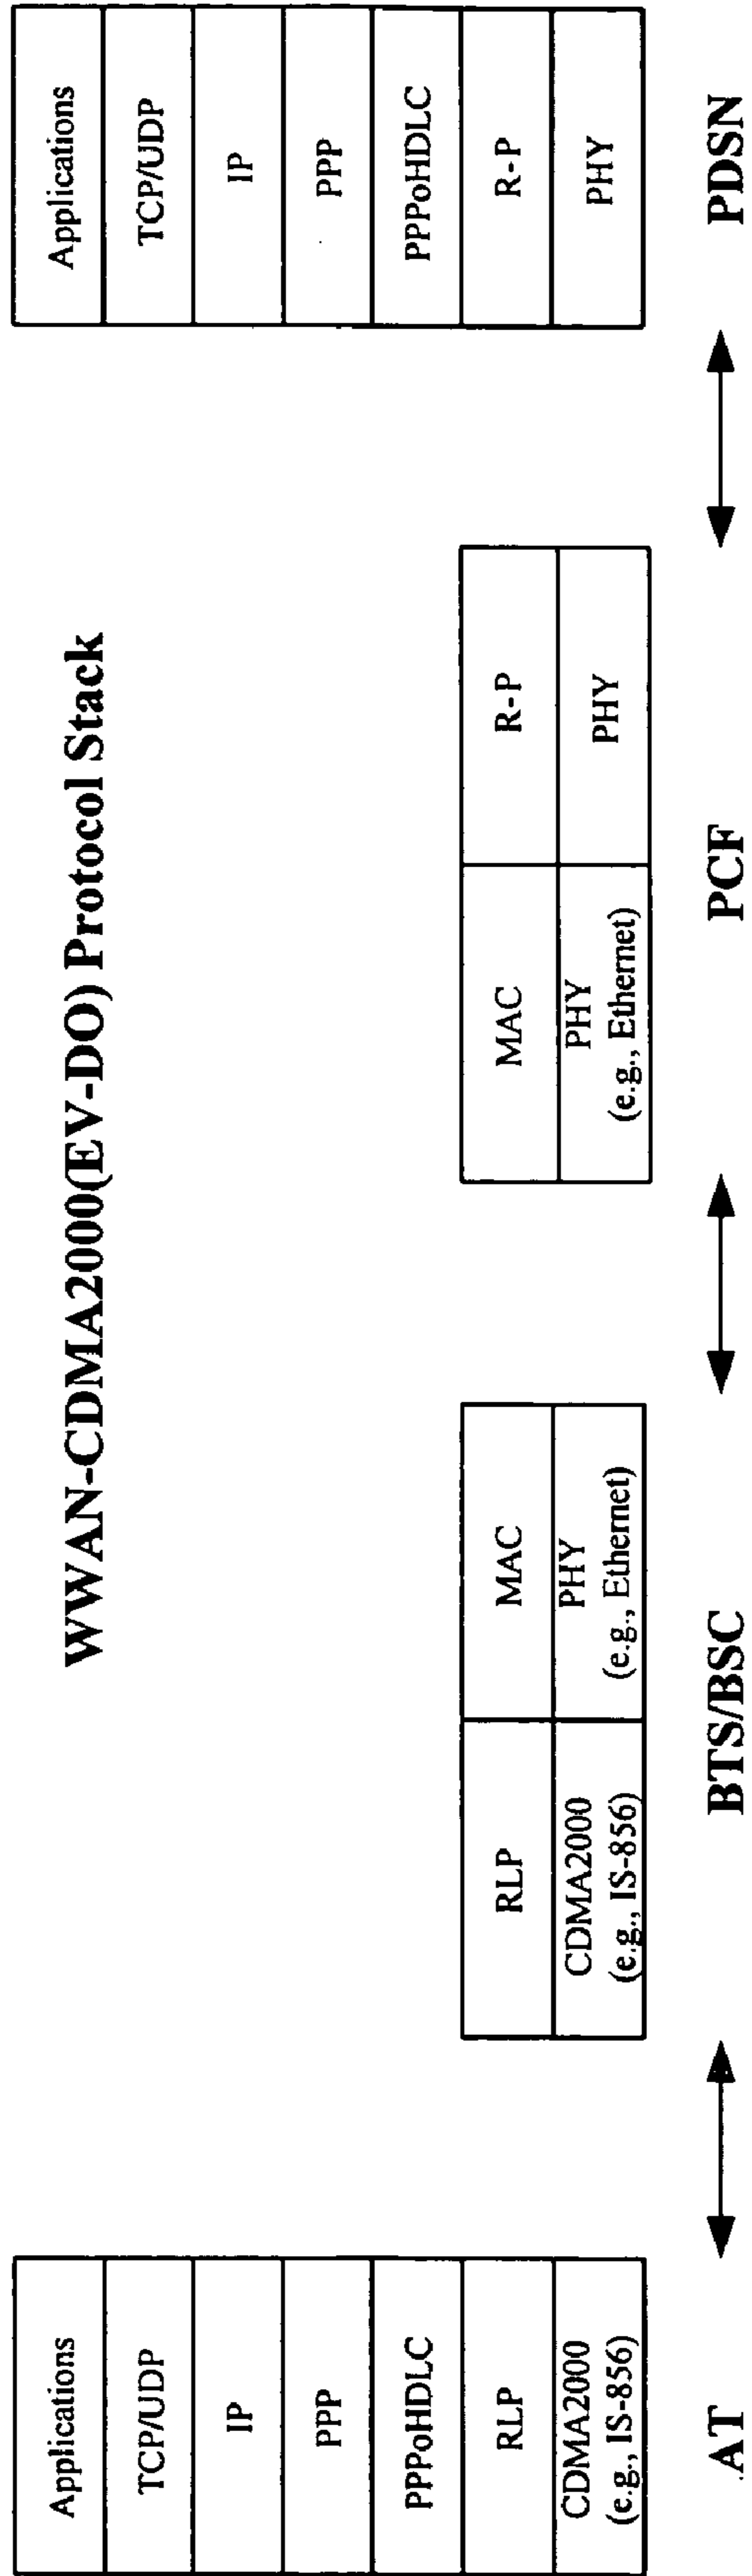 WWAN-CDMA2000(EV-DO) Protocol Stack
Applications
TCP/UDP
IP
PPP
PPPoHDLC
RLP
CDMA2000
(e.g., IS-856)
AT
RLP
CDMA2000
(e.g., IS-856)
MAC
PHY
(e.g., Ethernet)
BTS/BSC
MAC
PHY
(e.g., Ethernet)
R-P
PHY
PCF
Applications
TCP/UDP
IP
PPP
PPPoHDLC
R-P
PHY
PDSN